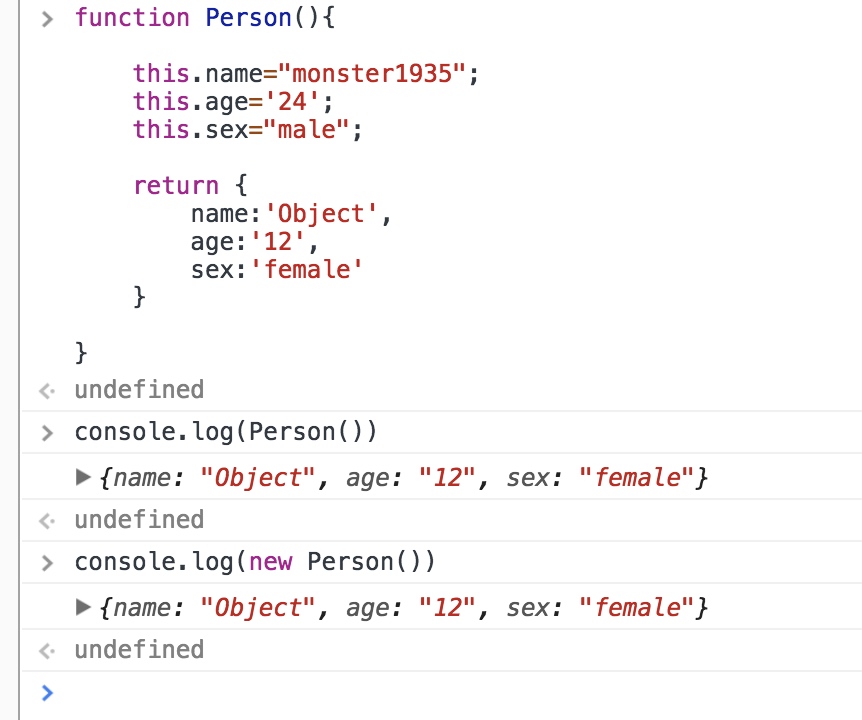 function Person(){
this.name="monster1935";
this.age='24';
this.sex="male";
return {
name:'Object',
age:'12',
sex:'female'
}
}
undefined
console.log(Person())
{name: "Object", age: "12", sex: "female"}
undefined
console.log(new Person())
{name: "Object", age: "12", sex: "female"}
undefined